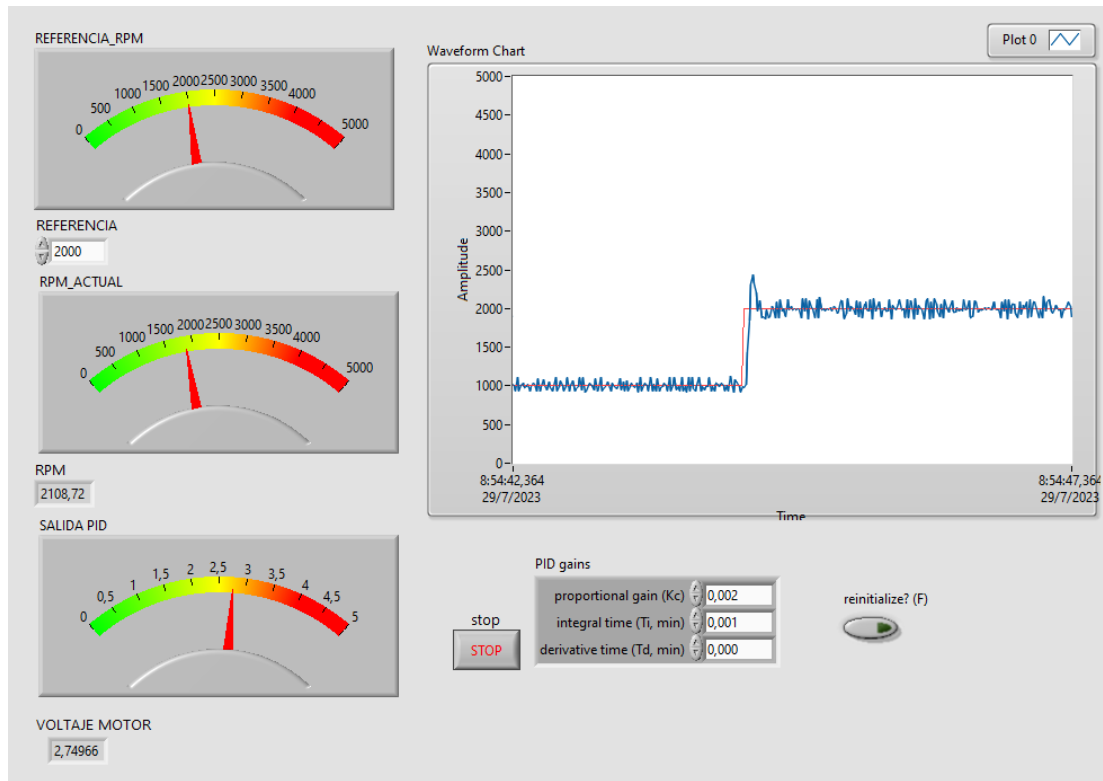 REFERENCIA_RPM
0 500 1000 1500 2000 2500 3000 3500 4000 5000
REFERENCIA
2000
RPM_ACTUAL
0 500 1000 1500 2000 2500 3000 3500 4000 5000
RPM
2108,72
SALIDA PID
0 0,5 1 1,5 2 2,5 3 3,5 4 4,5 5
VOLTAJE MOTOR
2,74966
Plot 0
Waveform Chart
Amplitude
5000
4500
4000
3500
3000
2500
2000
1500
1000
500
0
8:54:42,364
29/7/2023
8:54:47,364
29/7/2023
Time
PID gains
proportional gain (Kc) 0,002
integral time (Ti, min) 0,001
derivative time (Td, min) 0,000
stop
STOP
reinitialize? (F)